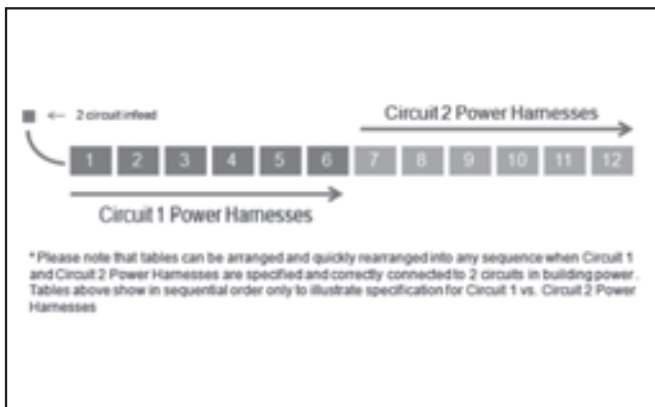 Circuit 2 Power Harnesses
← 2 circuit infeed
1 2 3 4 5 6 7 8 9 10 11 12
Circuit 1 Power Harnesses
* Please note that tables can be arranged and quickly rearranged into any sequence when Circuit 1
and Circuit 2 Power Harnesses are specified and correctly connected to 2 circuits in building power.
Tables above show in sequential order only to illustrate specification for Circuit 1 vs. Circuit 2 Power
Harnesses